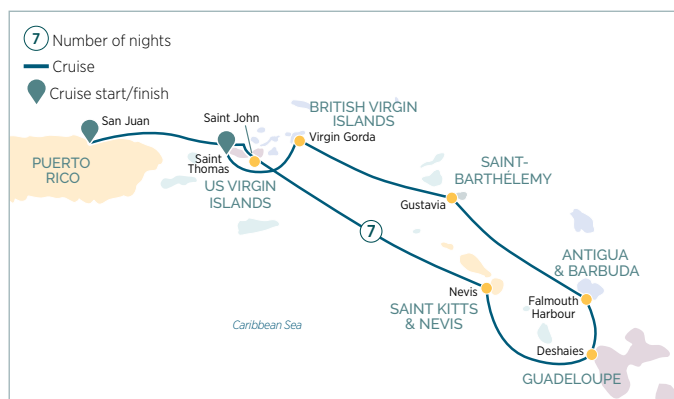 7 Number of nights
Cruise
Cruise start/finish
San Juan
Saint John
BRITISH VIRGIN
ISLANDS
Virgin Gorda
PUERTO
RICO
Saint
Thomas
US VIRGIN
ISLANDS
SAINT-
BARTHÉLEMY
Gustavia
7
ANTIGUA
& BARBUDA
Nevis
Falmouth
Harbour
SAINT KITTS
& NEVIS
Caribbean Sea
Deshaies
GUADELOUPE